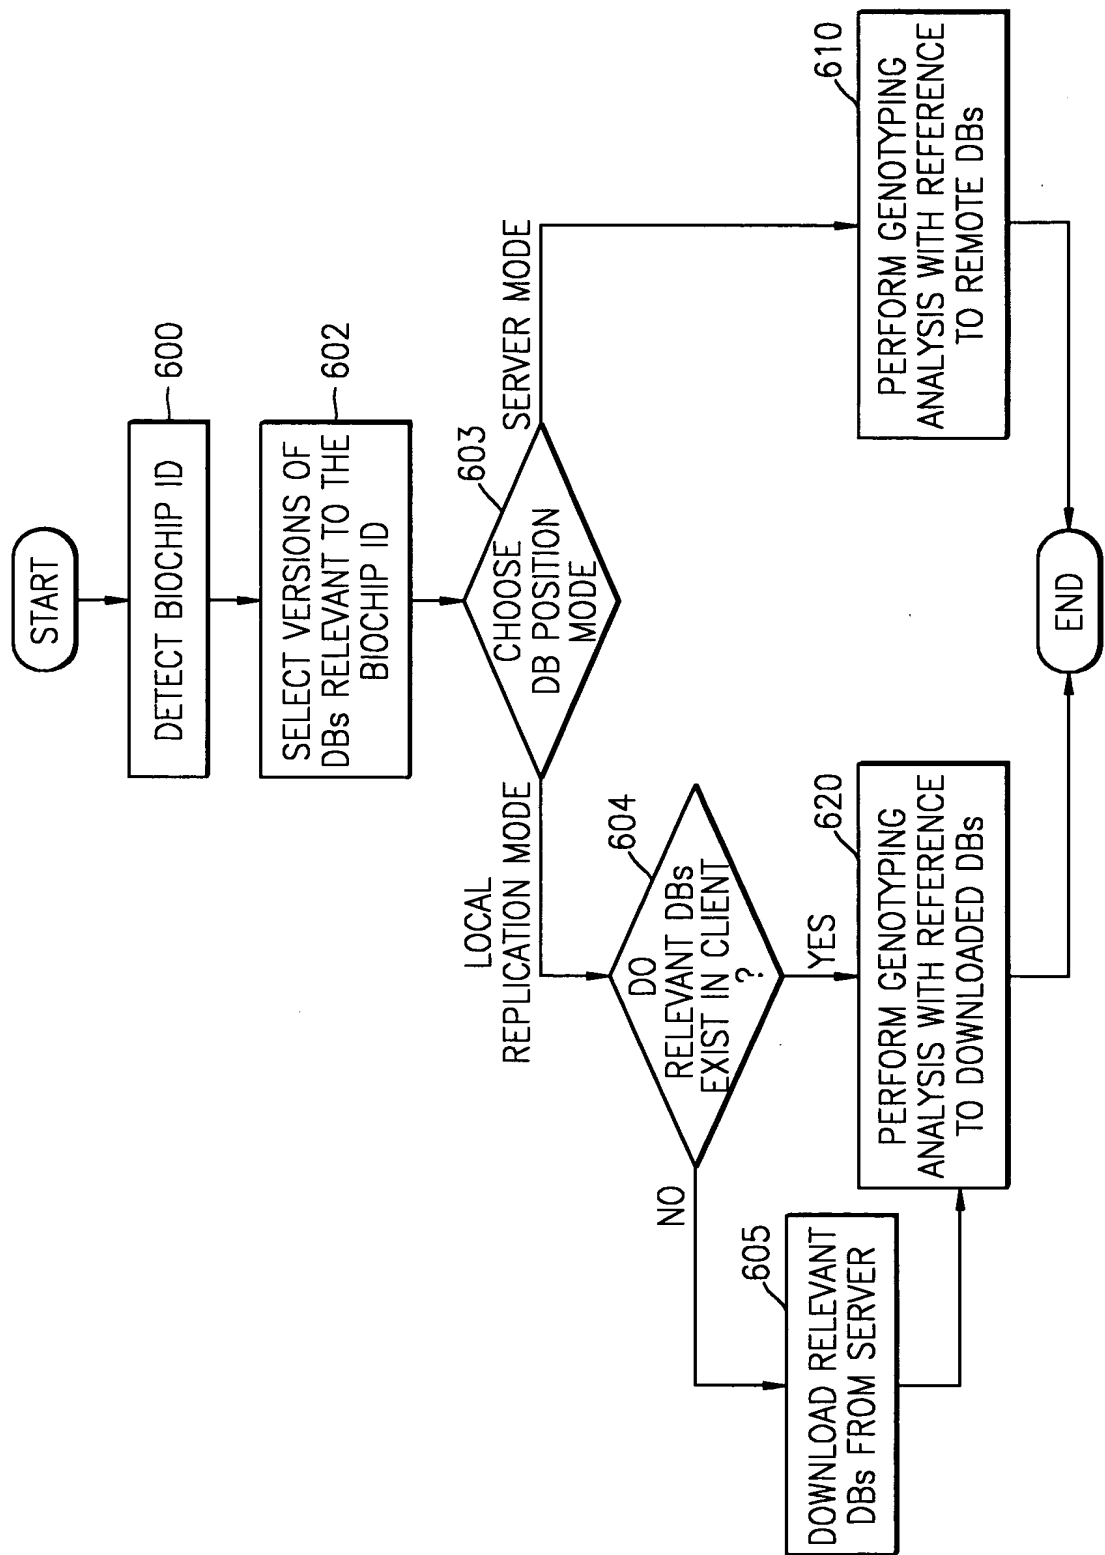 START
DETECT BIOCHIP ID
600
SELECT VERSIONS OF
DBs RELEVANT TO THE
BIOCHIP ID
602
CHOOSE
DB POSITION
MODE
603
LOCAL
REPLICATION MODE
SERVER MODE
DO
RELEVANT DBs
EXIST IN CLIENT
?
604
NO
YES
DOWNLOAD RELEVANT
DBs FROM SERVER
605
PERFORM GENOTYPING
ANALYSIS WITH REFERENCE
TO DOWNLOADED DBs
620
PERFORM GENOTYPING
ANALYSIS WITH REFERENCE
TO REMOTE DBs
610
END